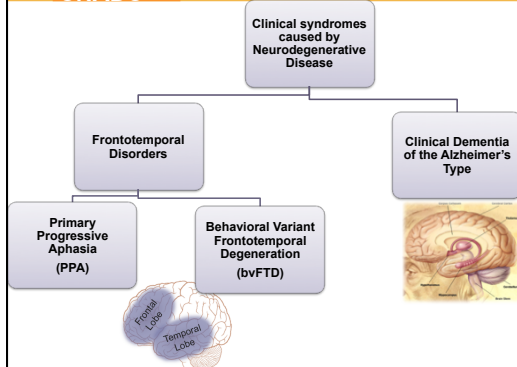 Clinical syndromes
caused by
Neurodegenerative
Disease
Frontotemporal
Disorders
Clinical Dementia
of the Alzheimer's
Type
Primary
Progressive
Aphasia
(PPA)
Behavioral Variant
Frontotemporal
Degeneration
(bvFTD)
Frontal
Lobe
Temporal
Lobe